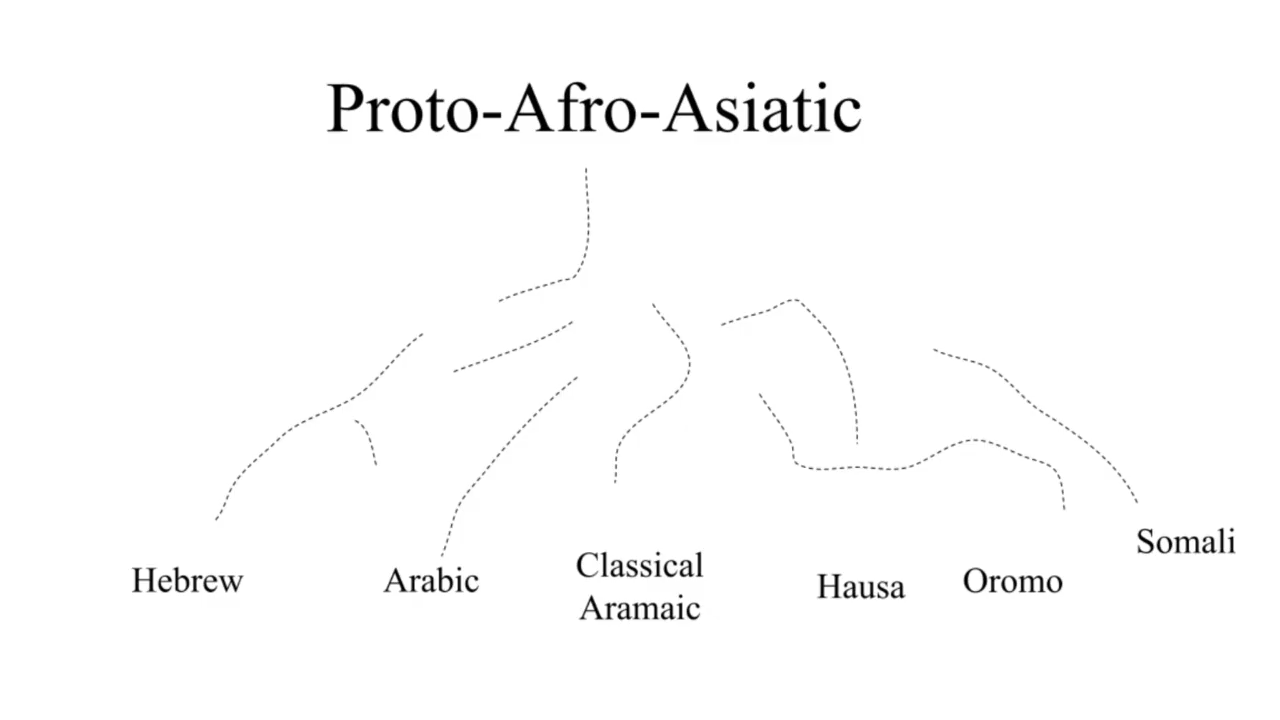 Proto-Afro-Asiatic
Hebrew
Arabic
Classical
Aramaic
Hausa
Oromo
Somali